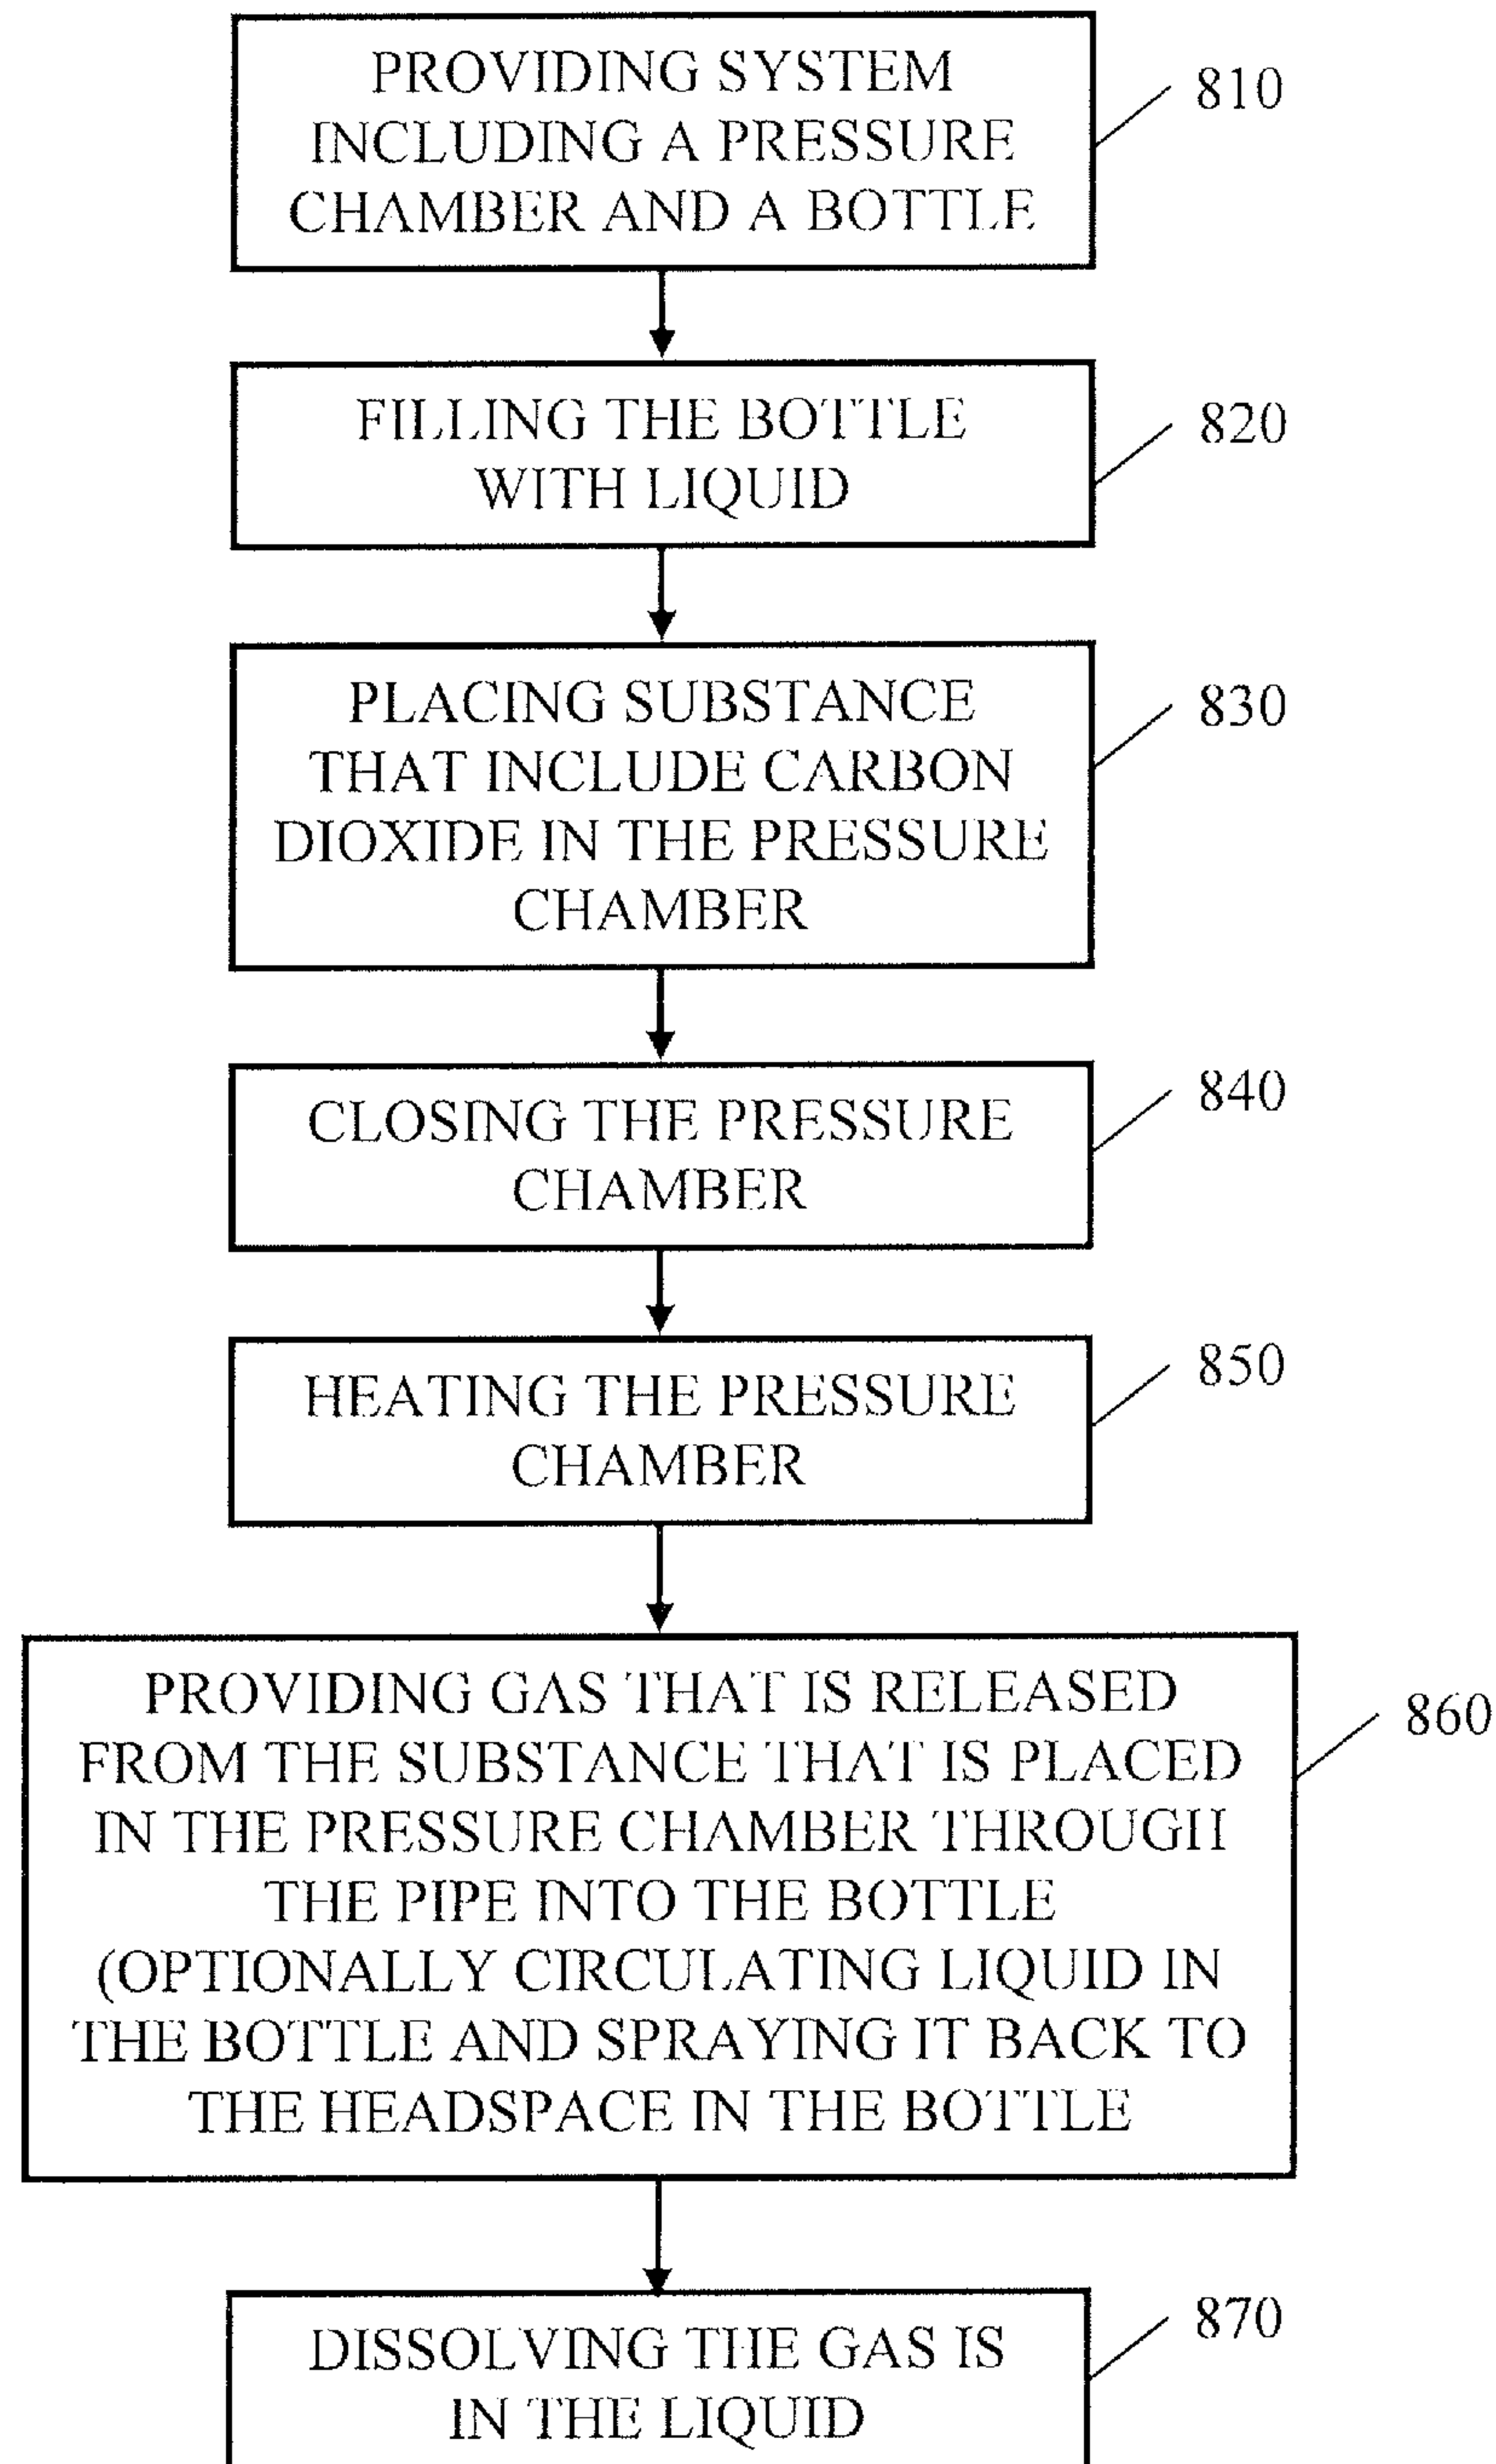 PROVIDING SYSTEM
INCLUDING A PRESSURE
CHAMBER AND A BOTTLE
810
FILLING THE BOTTLE
WITH LIQUID
820
PLACING SUBSTANCE
THAT INCLUDE CARBON
DIOXIDE IN THE PRESSURE
CHAMBER
830
CLOSING THE PRESSURE
CHAMBER
840
HEATING THE PRESSURE
CHAMBER
850
PROVIDING GAS THAT IS RELEASED
FROM THE SUBSTANCE THAT IS PLACED
IN THE PRESSURE CHAMBER THROUGH
THE PIPE INTO THE BOTTLE
(OPTIONALLY CIRCULATING LIQUID IN
THE BOTTLE AND SPRAYING IT BACK TO
THE HEADSPACE IN THE BOTTLE
860
DISSOLVING THE GAS IS
IN THE LIQUID
870